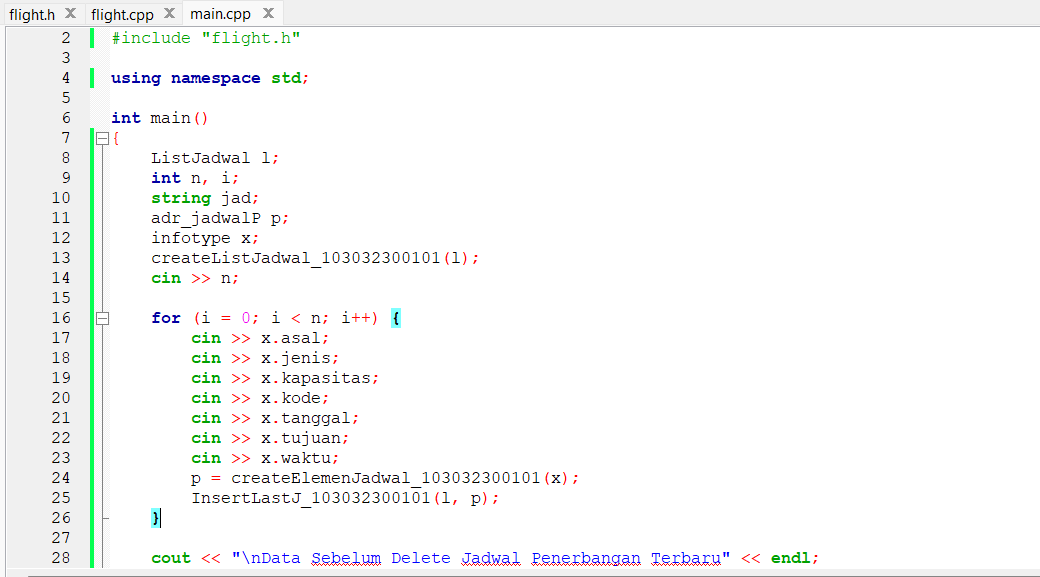 flight.h X flight.cpp X main.cpp X
2 #include "flight.h"
3
4 using namespace std;
5
6 int main()
7 {
8 ListJadwal l;
9 int n, i;
10 string jad;
11 adr_jadwalP p;
12 infotype x;
13 createListJadwal_103032300101(l);
14 cin >> n;
15
16 for (i = 0; i < n; i++) {
17 cin >> x.asal;
18 cin >> x.jenis;
19 cin >> x.kapasitas;
20 cin >> x.kode;
21 cin >> x.tanggal;
22 cin >> x.tujuan;
23 cin >> x.waktu;
24 p = createElemenJadwal_103032300101(x);
25 InsertLastJ_103032300101(l, p);
26 }
27
28 cout << "\nData Sebelum Delete Jadwal Penerbangan Terbaru" << endl;